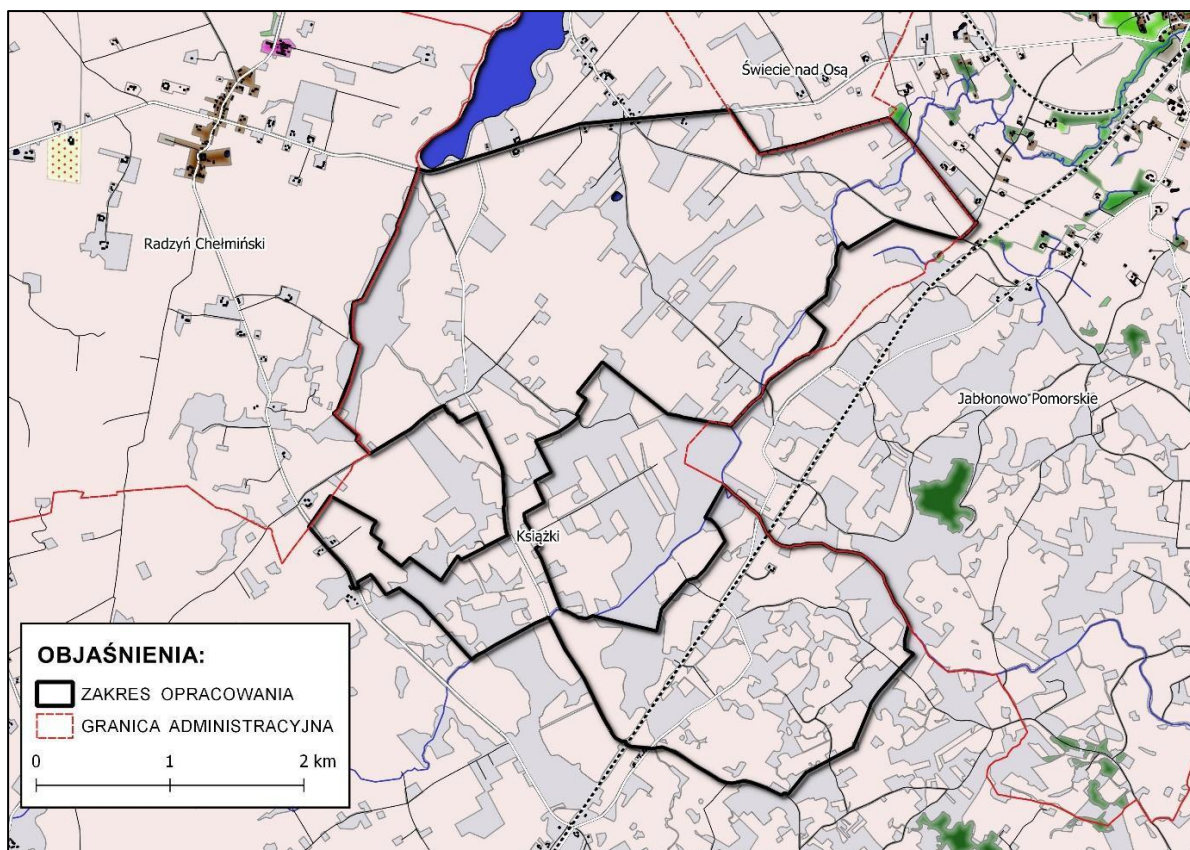 Świecie nad Osą
Radzyń Chełmiński
Jabłonowo Pomorskie
Książki
OBJAŚNIENIA:
ZAKRES OPRACOWANIA
GRANICA ADMINISTRACYJNA
0 1 2 km